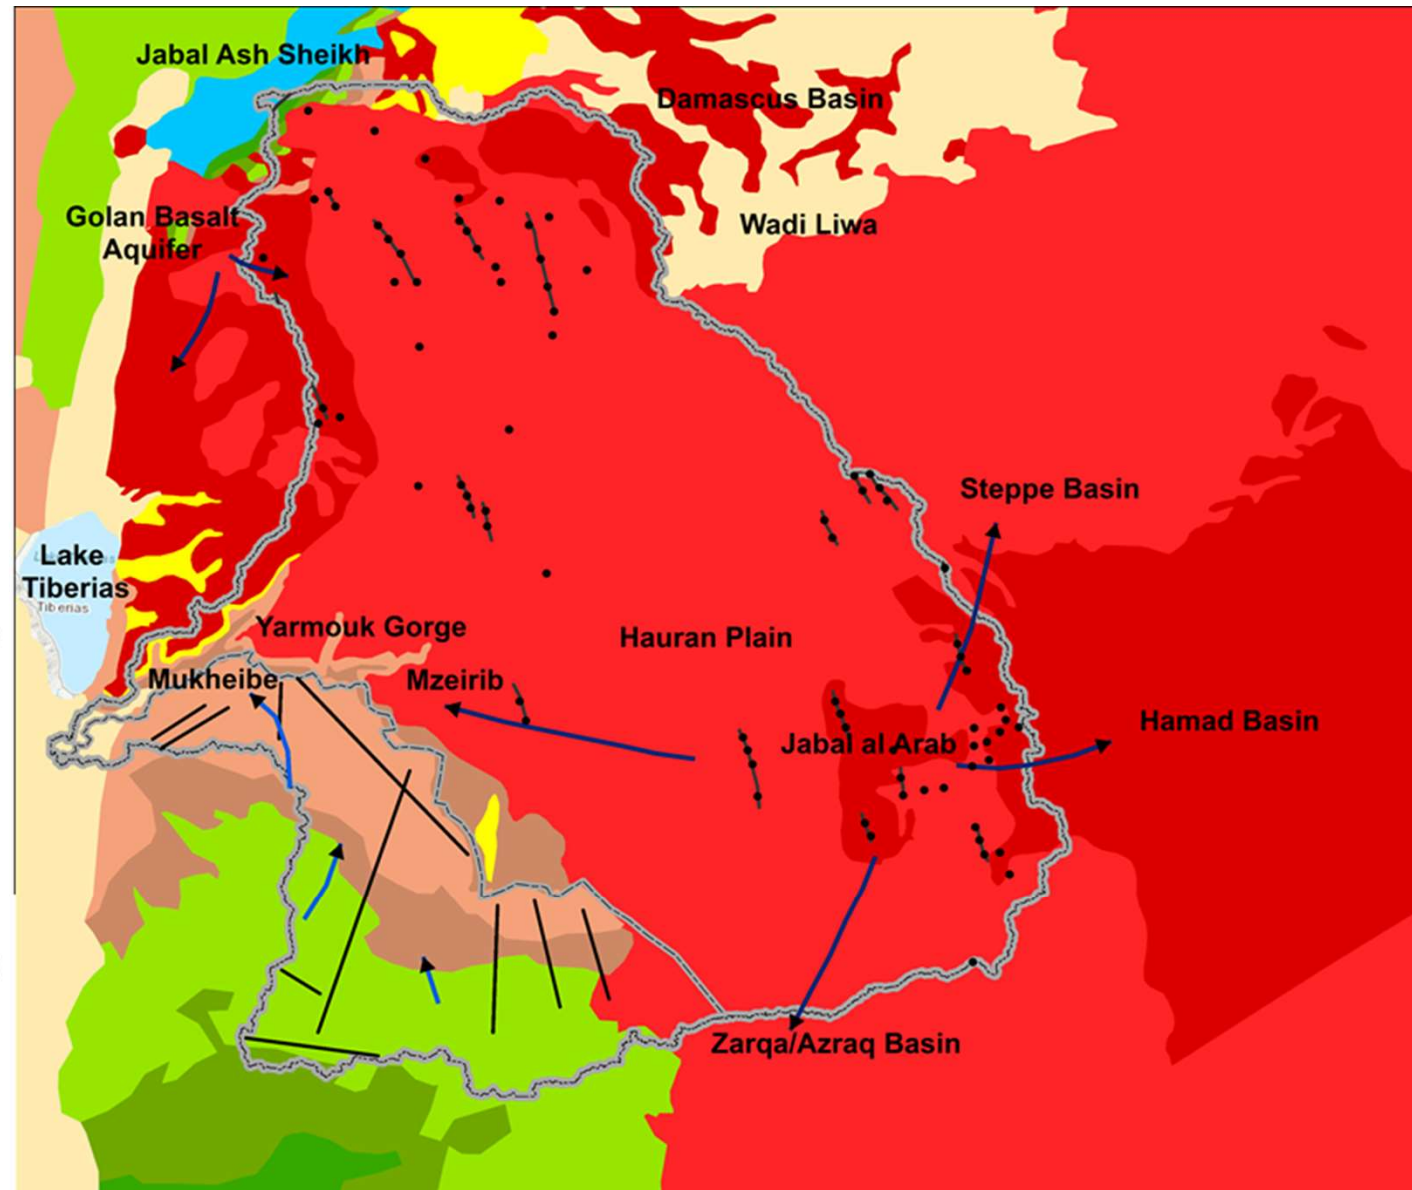 Jabal Ash Sheikh
Damascus Basin
Golan Basalt
Aquifer
Wadi Liwa
Steppe Basin
Lake
Tiberias
Tiberias
Yarmouk Gorge
Hauran Plain
Mukheibe
Mzeirib
Hamad Basin
Jabal al Arab
Zarqa/Azraq Basin